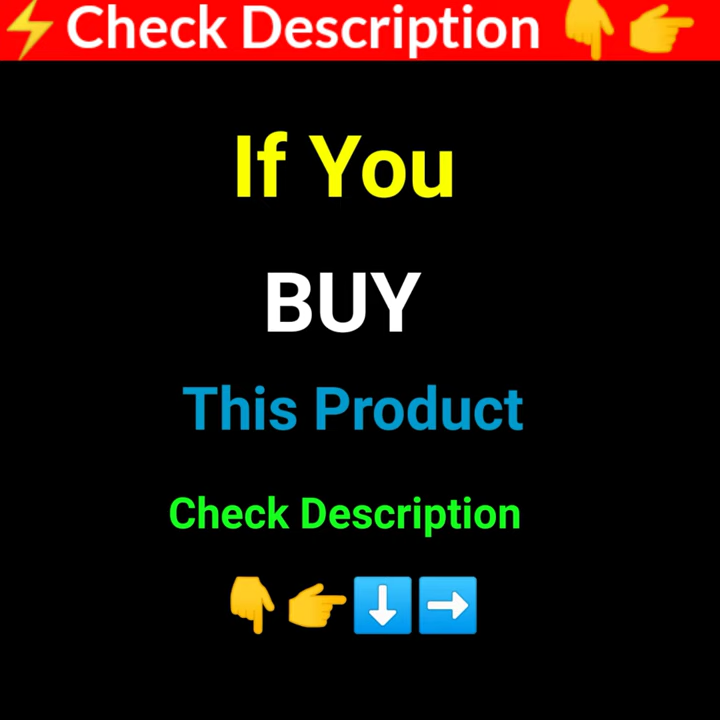 ⚡Check Description 👇👉
If You
BUY
This Product
Check Description
👇👉⬇️➡️